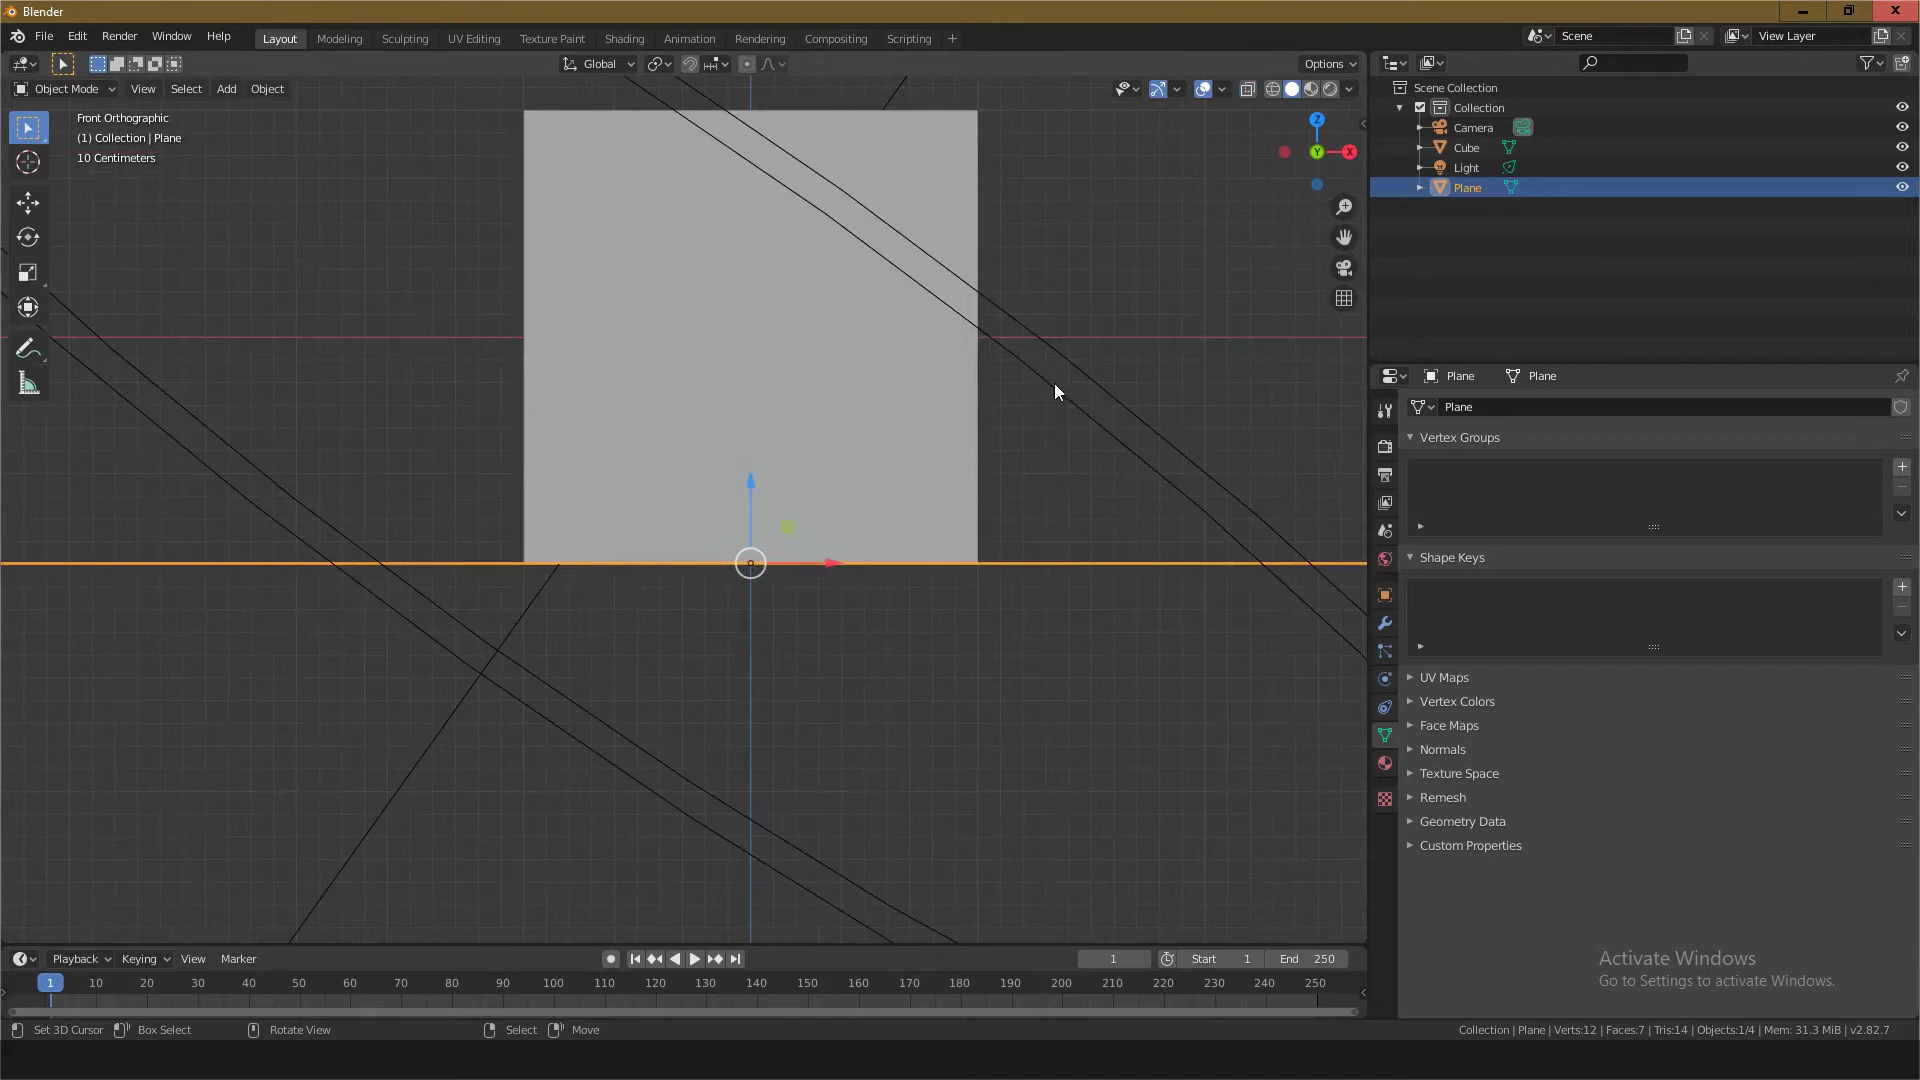 Blender
File Edit Render Window Help
Layout Modeling Sculpting UV Editing Texture Paint Shading Animation Rendering Compositing Scripting +
Scene
View Layer
Global
Options
Object Mode View Select Add Object
Front Orthographic
(1) Collection | Plane
10 Centimeters
Z
Y
X
Scene Collection
Collection
Camera
Cube
Light
Plane
Plane Plane
Plane
Vertex Groups
Shape Keys
UV Maps
Vertex Colors
Face Maps
Normals
Texture Space
Remesh
Geometry Data
Custom Properties
Activate Windows
Go to Settings to activate Windows.
Playback Keying View Marker
1 Start 1 End 250
1 10 20 30 40 50 60 70 80 90 100 110 120 130 140 150 160 170 180 190 200 210 220 230 240 250
Set 3D Cursor Box Select Rotate View Select Move
Collection | Plane | Verts:12 | Faces:7 | Tris:14 | Objects:1/4 | Mem: 31.3 MiB | v2.82.7